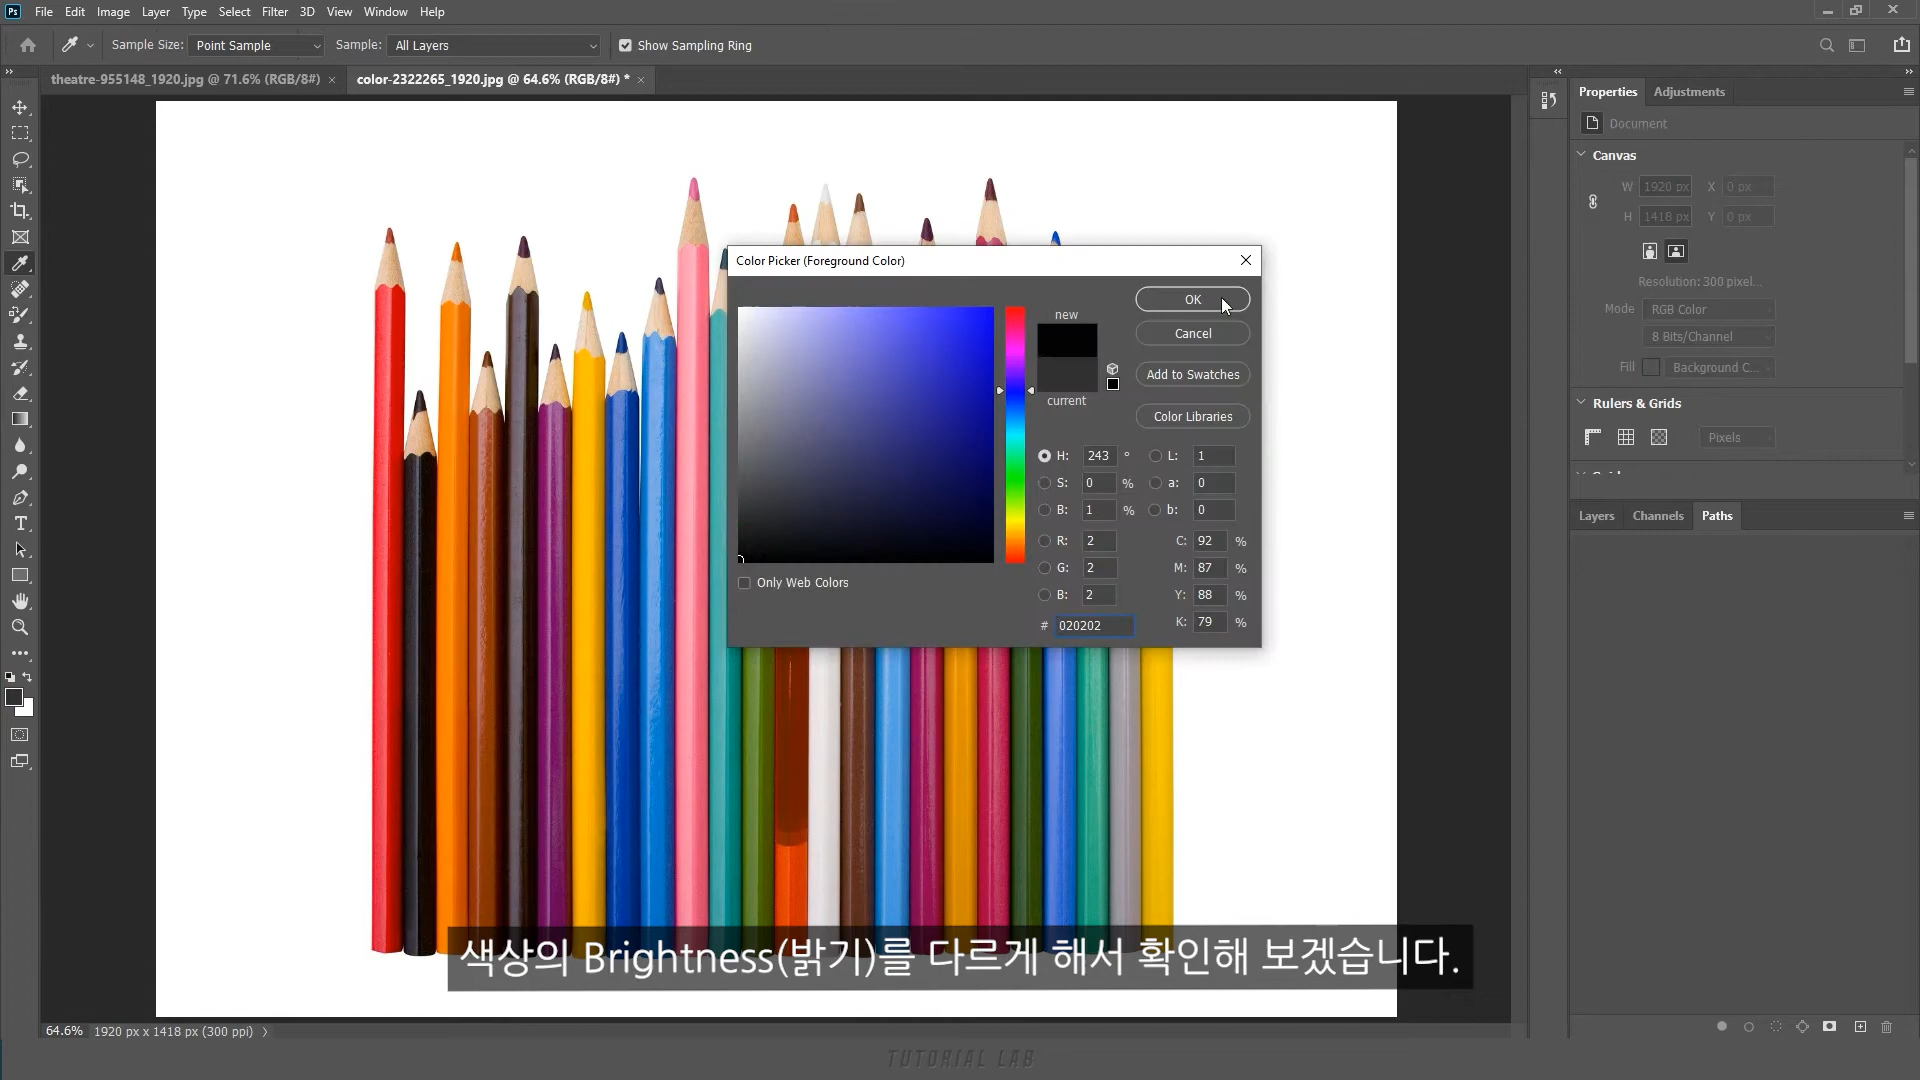 Ps File Edit Image Layer Type Select Filter 3D View Window Help
Sample Size: Point Sample Sample: All Layers Show Sampling Ring
theatre-955148_1920.jpg @ 71.6% (RGB/8#) × color-2322265_1920.jpg @ 64.6% (RGB/8#) * ×
Properties Adjustments
Document
Canvas
W 1920 px X 0 px
H 1418 px Y 0 px
Resolution: 300 pixel...
Mode RGB Color
8 Bits/Channel
Fill Background C...
Rulers & Grids
Pixels
Layers Channels Paths
Color Picker (Foreground Color)
new
current
OK
Cancel
Add to Swatches
Color Libraries
H: 243 ° L: 1
S: 0 % a: 0
B: 1 % b: 0
R: 2 C: 92 %
G: 2 M: 87 %
B: 2 Y: 88 %
# 020202 K: 79 %
Only Web Colors
색상의 Brightness(밝기)를 다르게 해서 확인해 보겠습니다.
64.6% 1920 px x 1418 px (300 ppi)
TUTORIAL LAB